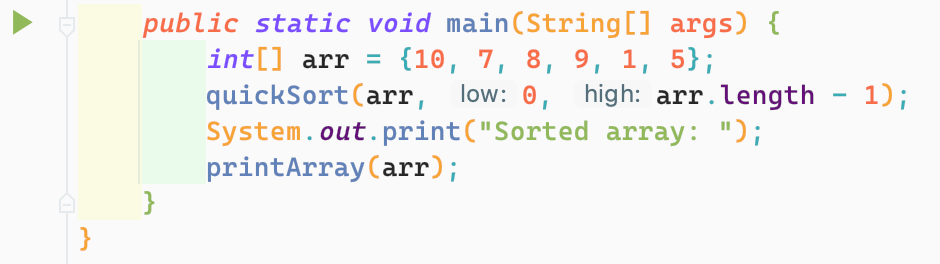 public static void main(String[] args) {
int[] arr = {10, 7, 8, 9, 1, 5};
quickSort(arr, low: 0, high: arr.length - 1);
System.out.print("Sorted array: ");
printArray(arr);
}
}